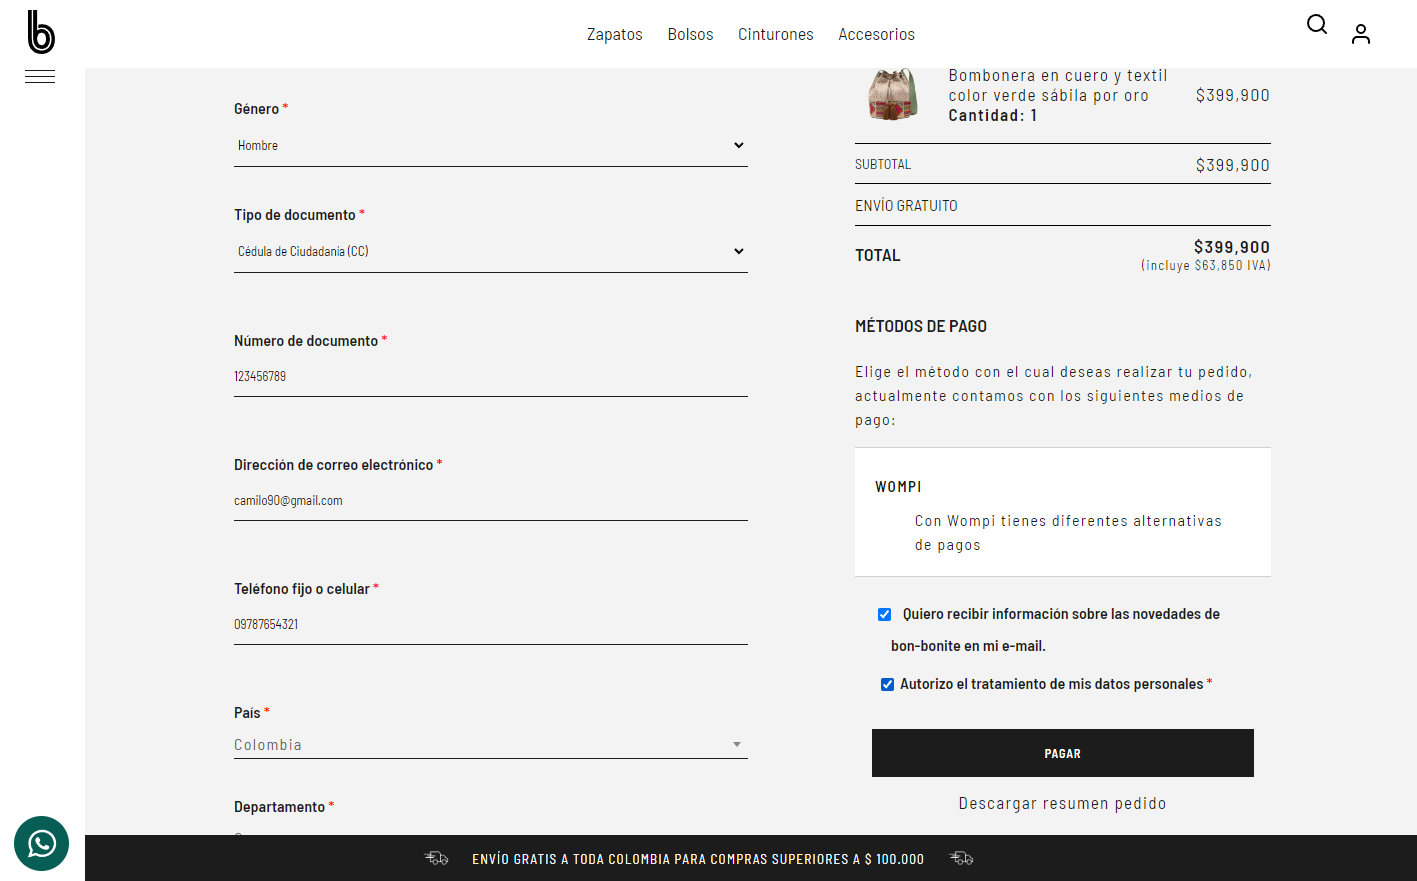 b
Zapatos Bolsos Cinturones Accesorios
Género *
Hombre
Tipo de documento *
Cédula de Ciudadanía (CC)
Número de documento *
123456789
Dirección de correo electrónico *
camilo90@gmail.com
Teléfono fijo o celular *
09787654321
País *
Colombia
Departamento *
Bombonera en cuero y textil
color verde sábila por oro
Cantidad: 1
$399,900
SUBTOTAL $399,900
ENVÍO GRATUITO
TOTAL $399,900
(incluye $63,850 IVA)
MÉTODOS DE PAGO
Elige el método con el cual deseas realizar tu pedido,
actualmente contamos con los siguientes medios de
pago:
WOMPI
Con Wompi tienes diferentes alternativas
de pagos
Quiero recibir información sobre las novedades de
bon-bonite en mi e-mail.
Autorizo el tratamiento de mis datos personales *
PAGAR
Descargar resumen pedido
ENVÍO GRATIS A TODA COLOMBIA PARA COMPRAS SUPERIORES A $ 100.000